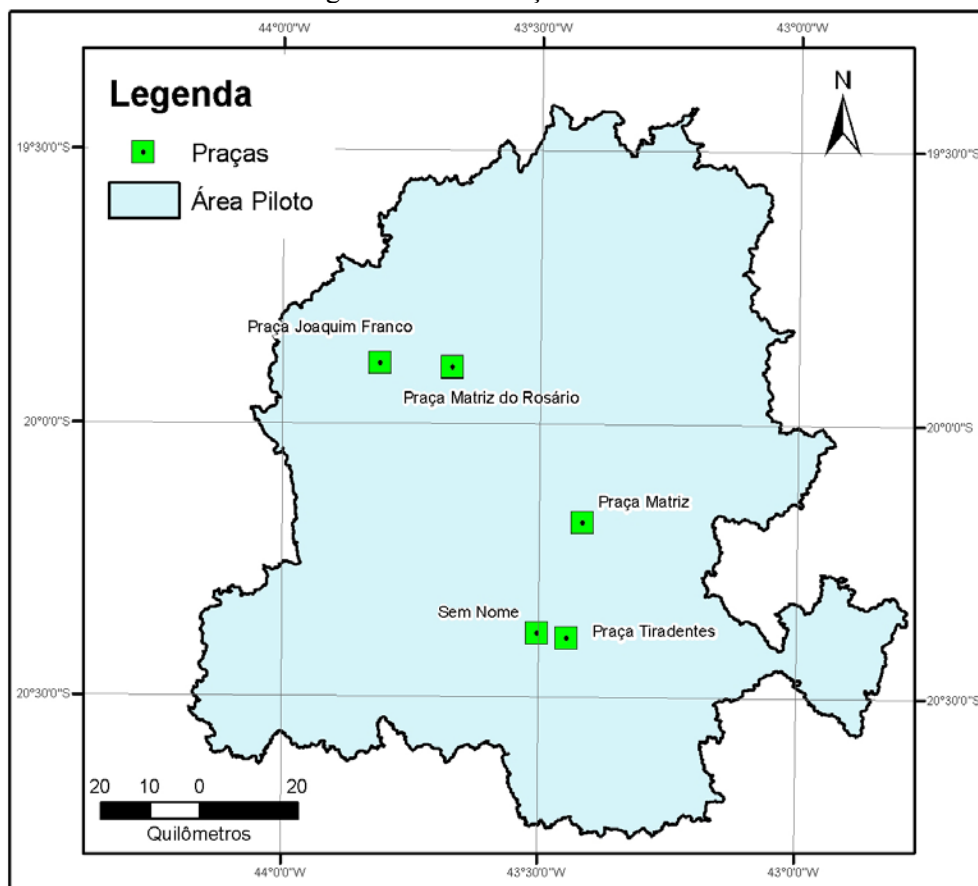 44°0'0"W 43°30'0"W 43°0'0"W
N
Legenda
Praças
Área Piloto
19°30'0"S 19°30'0"S
Praça Joaquim Franco
Praça Matriz do Rosário
20°0'0"S 20°0'0"S
Praça Matriz
Sem Nome
Praça Tiradentes
20°30'0"S 20°30'0"S
20 10 0 20
Quilômetros
44°0'0"W 43°30'0"W 43°0'0"W